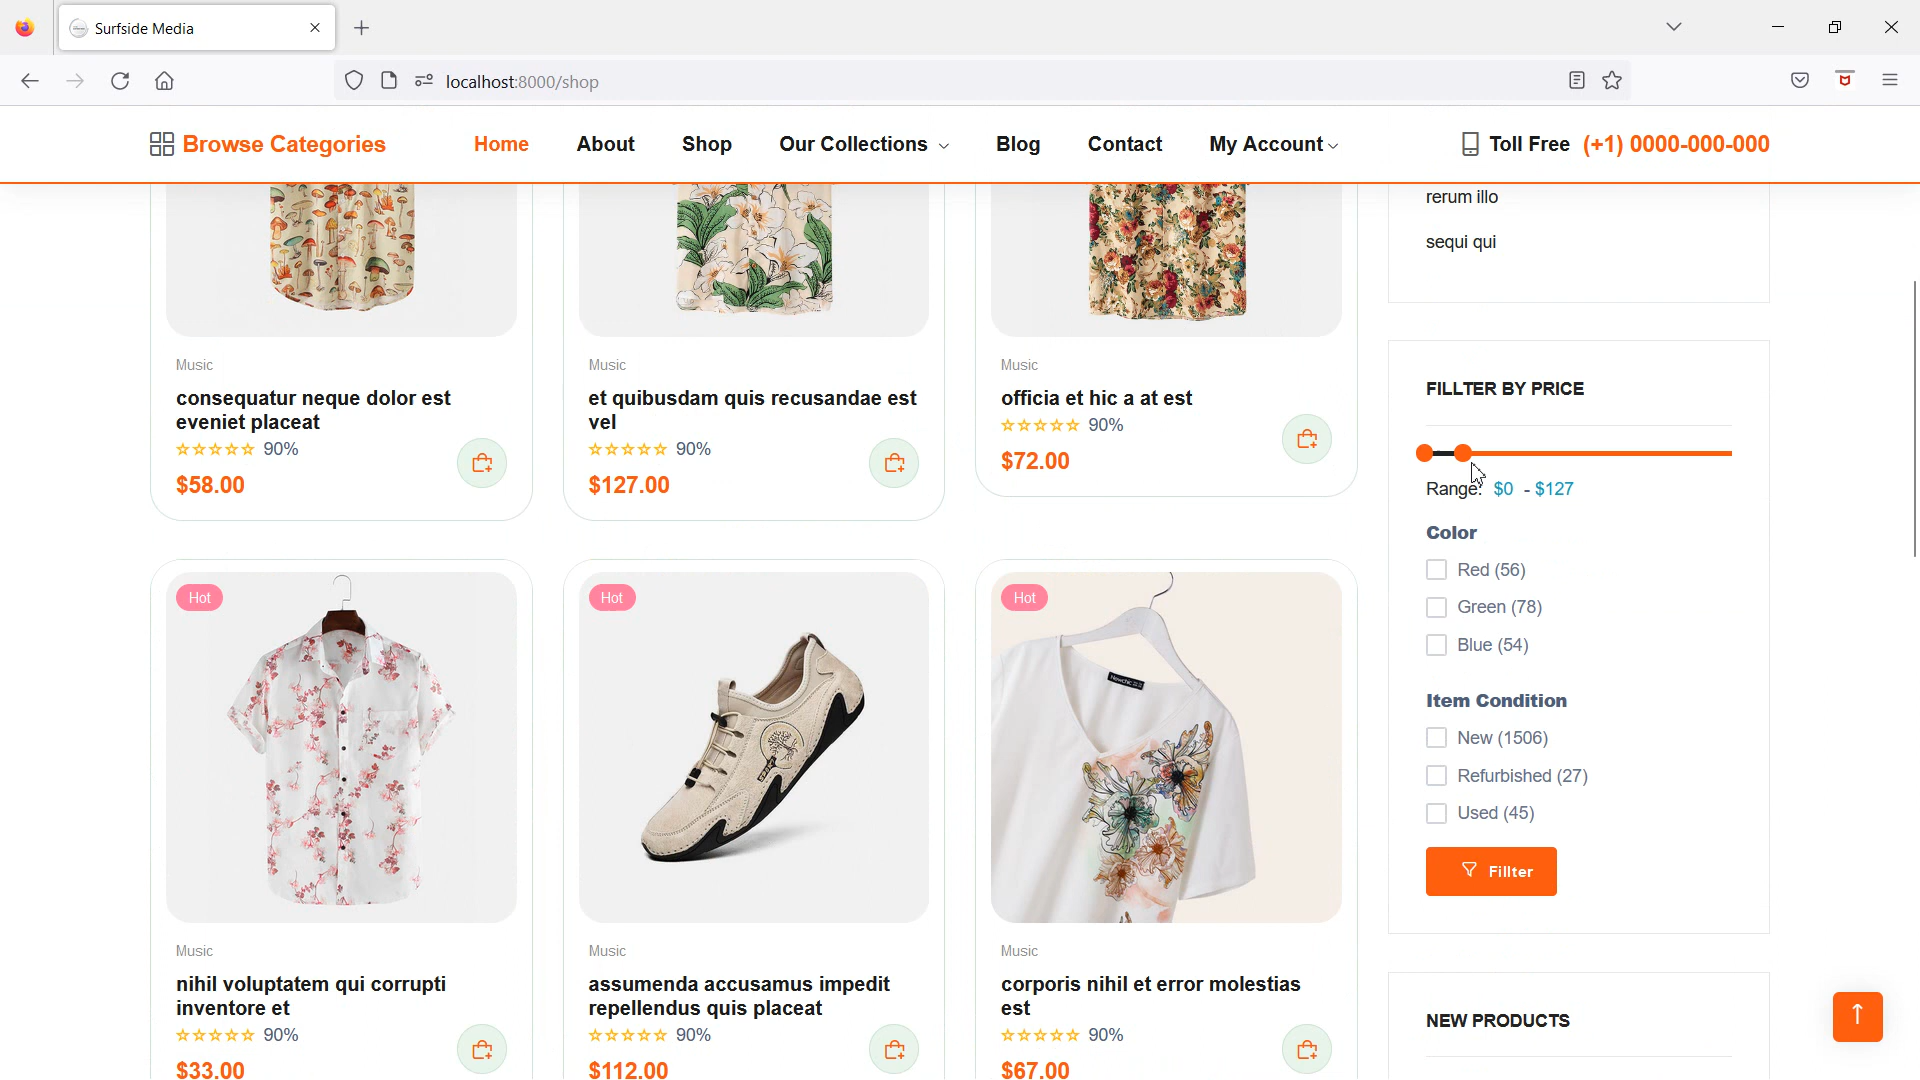 Surfside Media
localhost:8000/shop
Browse Categories
Home
About
Shop
Our Collections
Blog
Contact
My Account
Toll Free (+1) 0000-000-000
rerum illo
sequi qui
Music
consequatur neque dolor est
eveniet placeat
90%
$58.00
Music
et quibusdam quis recusandae est
vel
90%
$127.00
Music
officia et hic a at est
90%
$72.00
FILLTER BY PRICE
Range: $0 - $127
Color
Red (56)
Green (78)
Blue (54)
Item Condition
New (1506)
Refurbished (27)
Used (45)
Fillter
Hot
Music
nihil voluptatem qui corrupti
inventore et
90%
$33.00
Hot
Music
assumenda accusamus impedit
repellendus quis placeat
90%
$112.00
Hot
Newchic
Music
corporis nihil et error molestias
est
90%
$67.00
NEW PRODUCTS